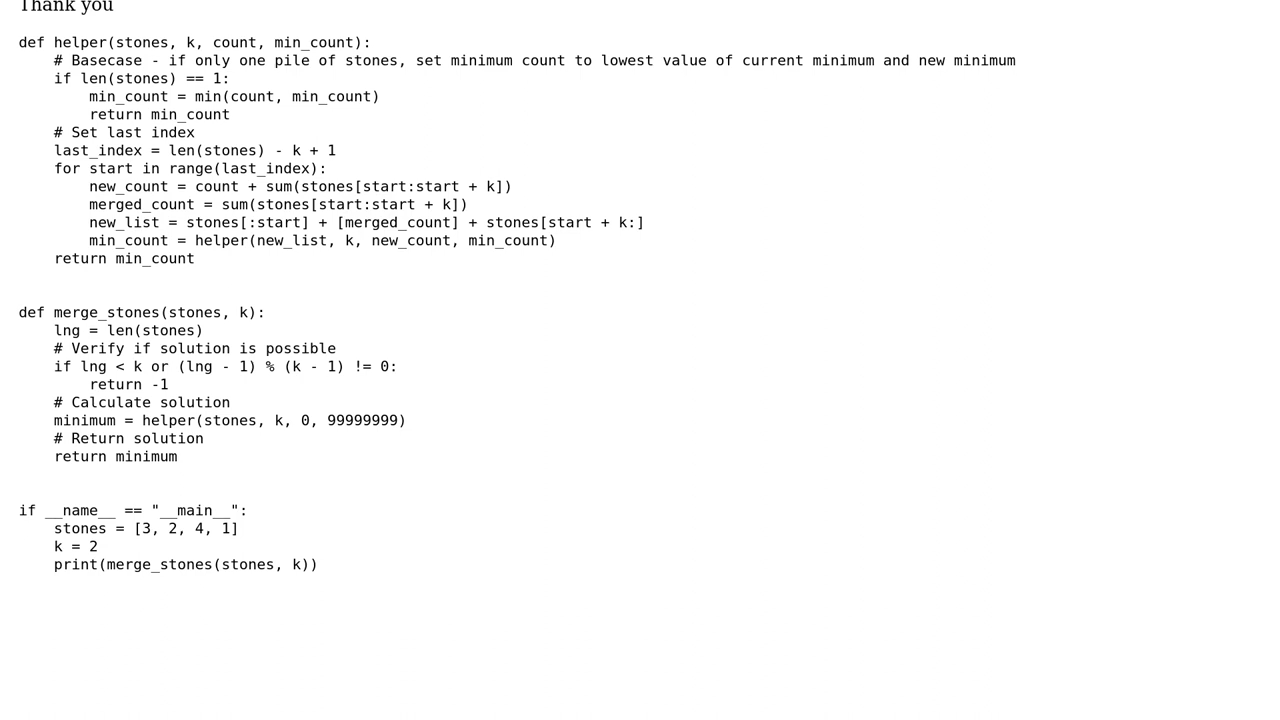 Thank you
def helper(stones, k, count, min_count):
    # Basecase - if only one pile of stones, set minimum count to lowest value of current minimum and new minimum
    if len(stones) == 1:
        min_count = min(count, min_count)
        return min_count
    # Set last index
    last_index = len(stones) - k + 1
    for start in range(last_index):
        new_count = count + sum(stones[start:start + k])
        merged_count = sum(stones[start:start + k])
        new_list = stones[:start] + [merged_count] + stones[start + k:]
        min_count = helper(new_list, k, new_count, min_count)
    return min_count
def merge_stones(stones, k):
    lng = len(stones)
    # Verify if solution is possible
    if lng < k or (lng - 1) % (k - 1) != 0:
        return -1
    # Calculate solution
    minimum = helper(stones, k, 0, 99999999)
    # Return solution
    return minimum
if __name__ == "__main__":
    stones = [3, 2, 4, 1]
    k = 2
    print(merge_stones(stones, k))